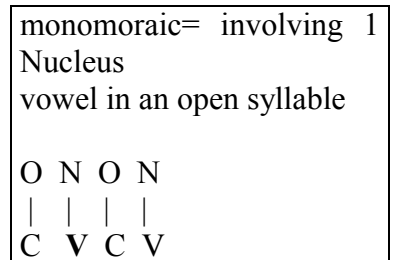 monomoraic= involving 1
Nucleus
vowel in an open syllable
O N O N
| | | |
C V C V